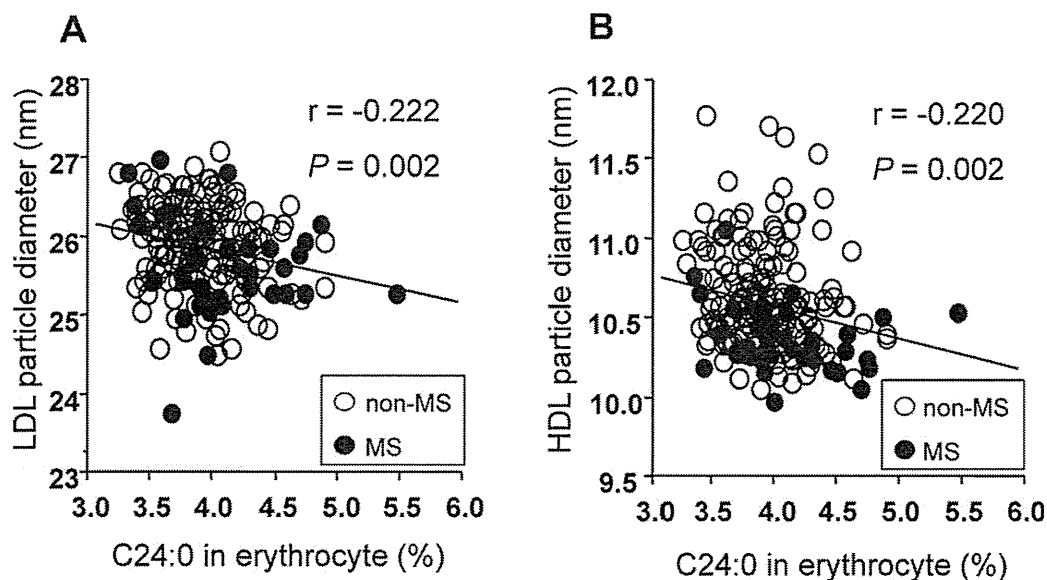 A
LDL particle diameter (nm)
28
27
26
25
24
23
r = -0.222
P = 0.002
non-MS
MS
3.0 3.5 4.0 4.5 5.0 5.5 6.0
C24:0 in erythrocyte (%)
B
HDL particle diameter (nm)
12.0
11.5
11.0
10.5
10.0
9.5
r = -0.220
P = 0.002
non-MS
MS
3.0 3.5 4.0 4.5 5.0 5.5 6.0
C24:0 in erythrocyte (%)